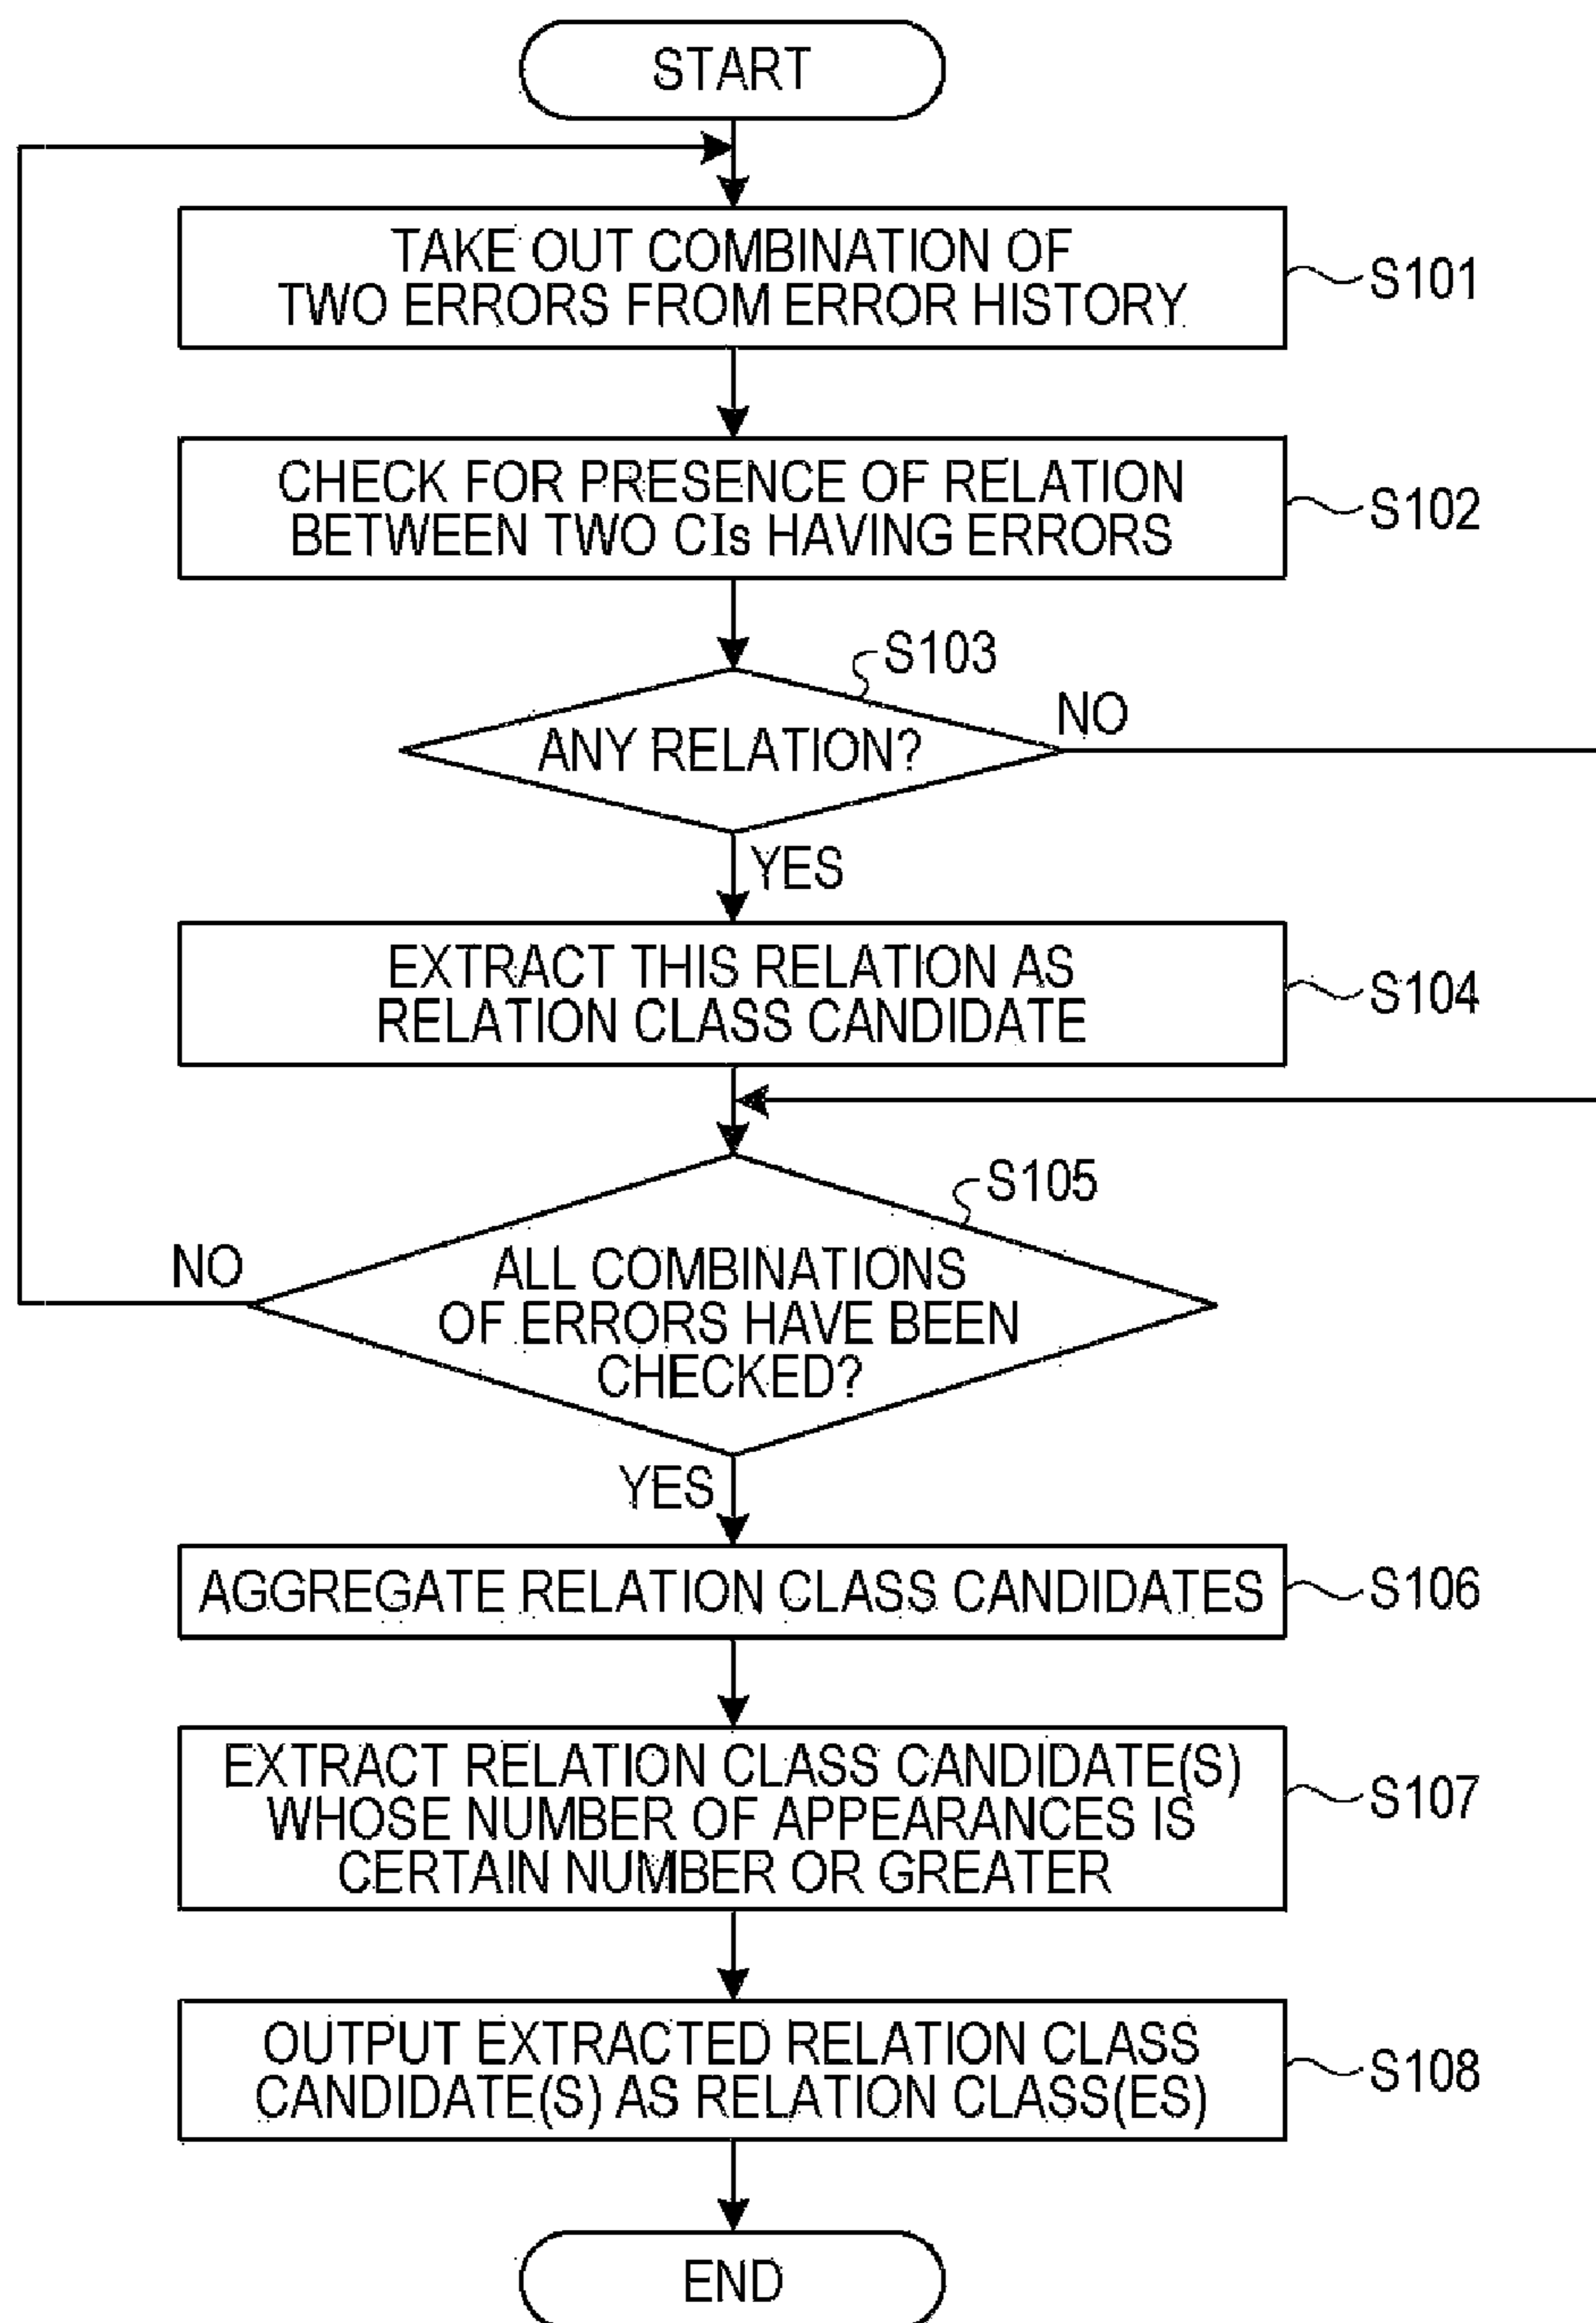 START
TAKE OUT COMBINATION OF
TWO ERRORS FROM ERROR HISTORY
S101
CHECK FOR PRESENCE OF RELATION
BETWEEN TWO CIs HAVING ERRORS
S102
S103
ANY RELATION?
NO
YES
EXTRACT THIS RELATION AS
RELATION CLASS CANDIDATE
S104
S105
NO
ALL COMBINATIONS
OF ERRORS HAVE BEEN
CHECKED?
YES
AGGREGATE RELATION CLASS CANDIDATES
S106
EXTRACT RELATION CLASS CANDIDATE(S)
WHOSE NUMBER OF APPEARANCES IS
CERTAIN NUMBER OR GREATER
S107
OUTPUT EXTRACTED RELATION CLASS
CANDIDATE(S) AS RELATION CLASS(ES)
S108
END